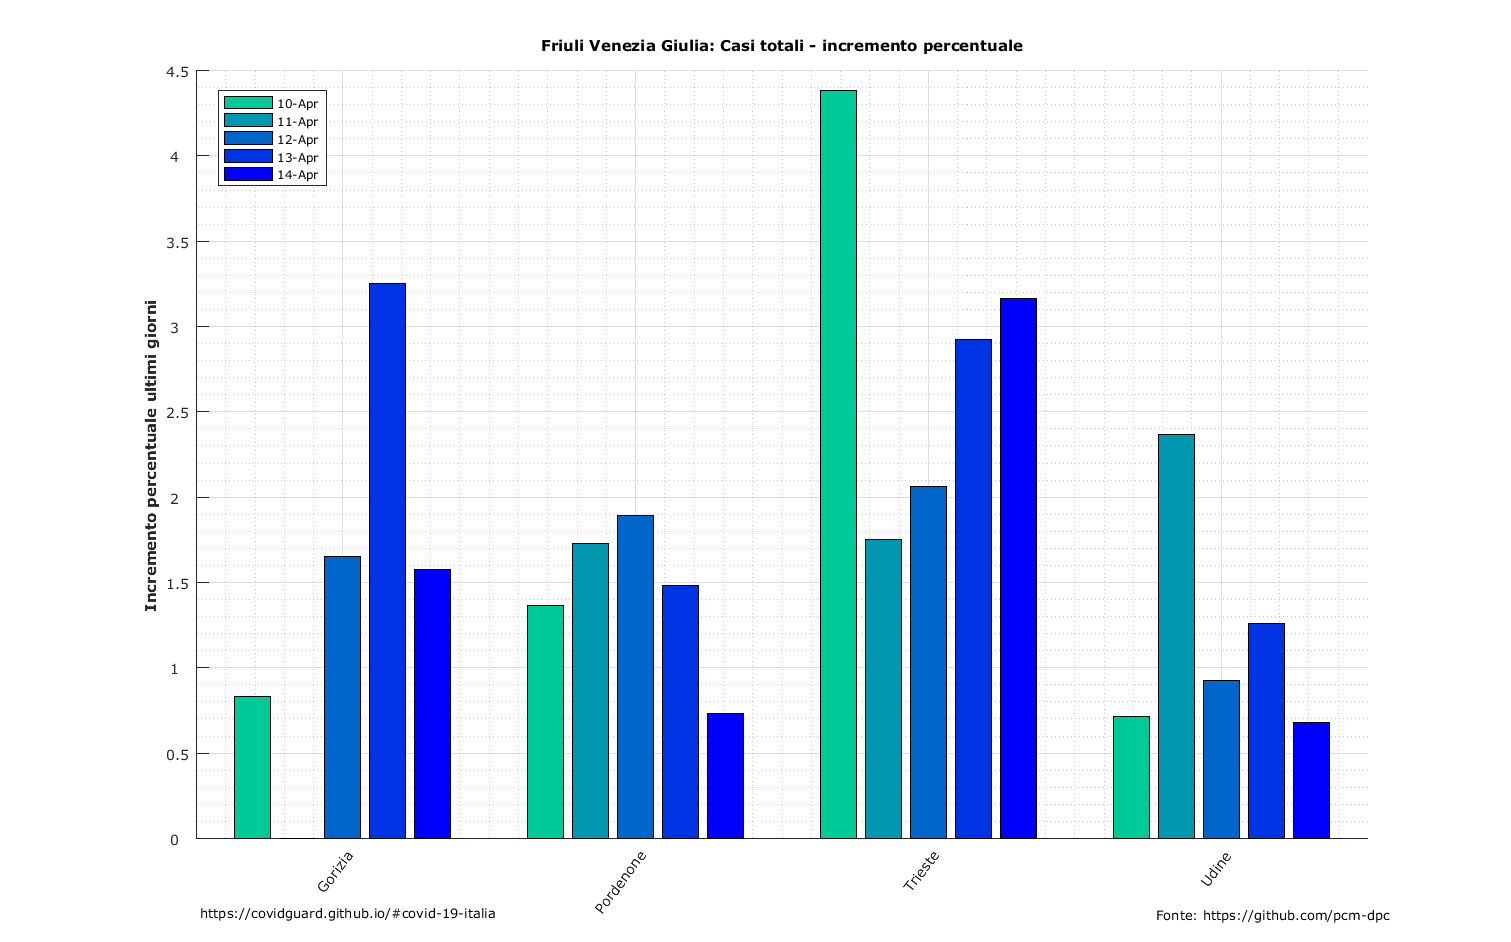 Friuli Venezia Giulia: Casi totali - incremento percentuale
4.5
4
3.5
3
2.5
2
1.5
1
0.5
0
Incremento percentuale ultimi giorni
10-Apr
11-Apr
12-Apr
13-Apr
14-Apr
Gorizia
Pordenone
Trieste
Udine
https://covidguard.github.io/#covid-19-italia
Fonte: https://github.com/pcm-dpc